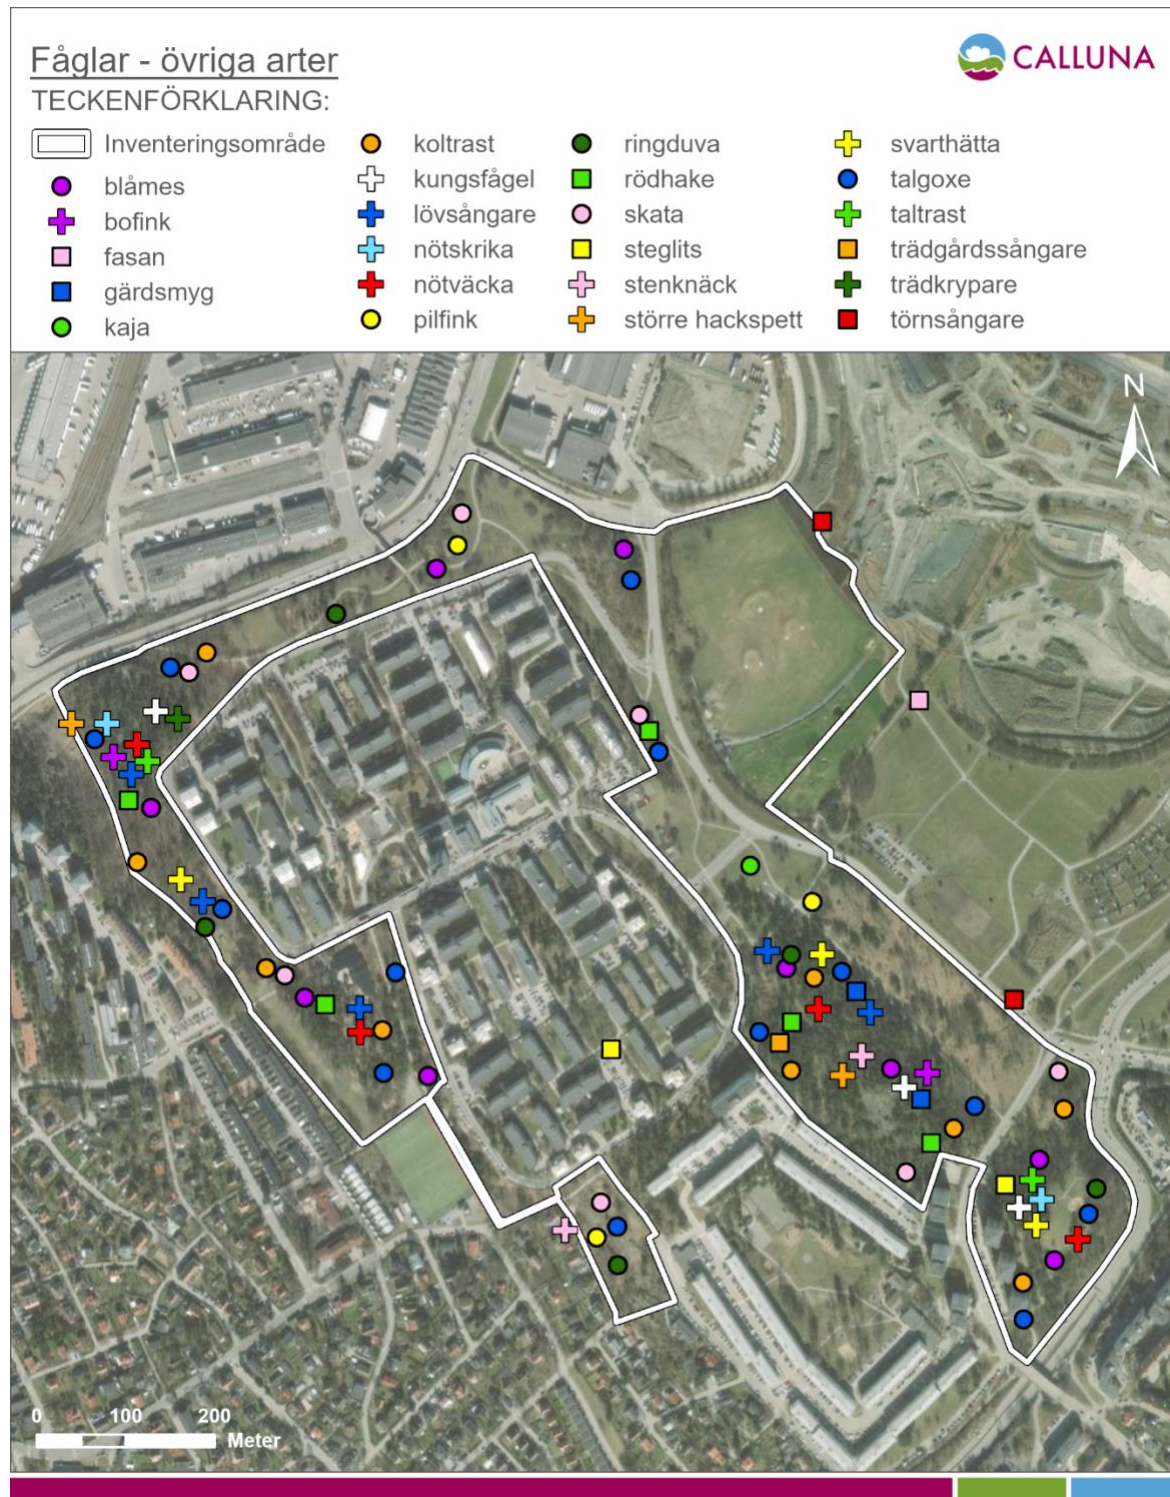 Fåglar - övriga arter
CALLUNA
TECKENFÖRKLARING:
Inventeringsområde
blåmes
bofink
fasan
gärdsmyg
kaja
koltrast
kungsfågel
lövsångare
nötskrika
nötväcka
pilfink
ringduva
rödhake
skata
steglits
stenknäck
större hackspett
svarthätta
talgoxe
taltrast
trädgårdssångare
trädkrypare
törnsångare
N
0 100 200
Meter